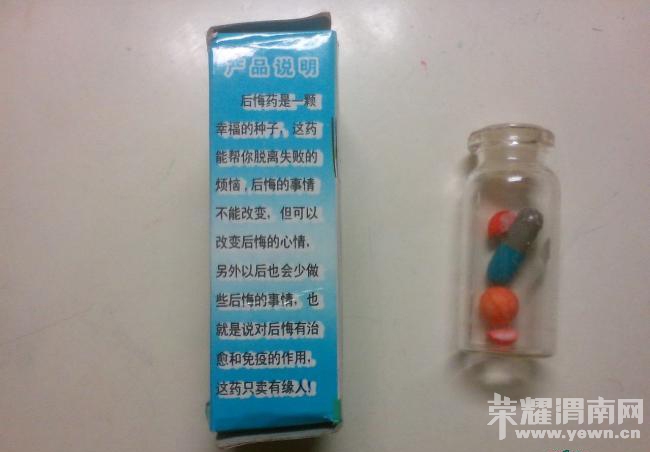 产品说明
后悔药是一颗
幸福的种子，这药
能帮你脱离失败的
烦恼，后悔的事情
不能改变，但可以
改变后悔的心情，
另外以后也会少做
些后悔的事情，也
就是说对后悔有治
愈和免疫的作用，
这药只卖有缘人！
荣耀渭南网
www.yewn.cn